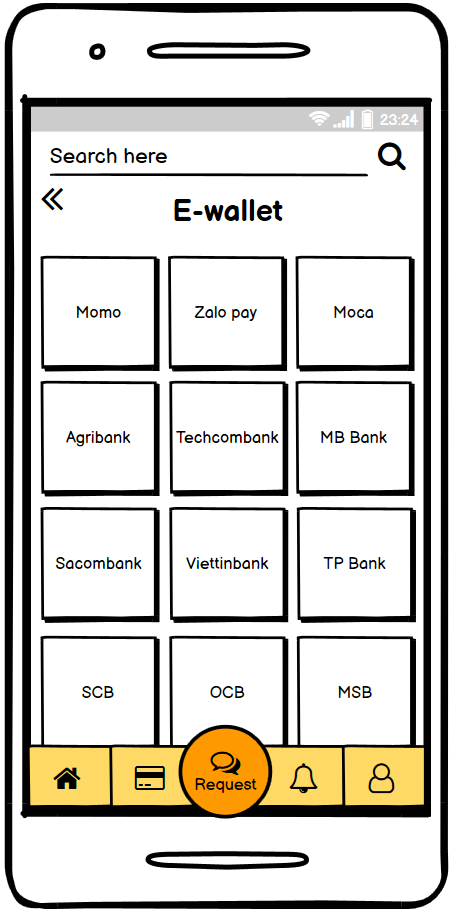 23:24
Search here
E-wallet
Momo
Zalo pay
Moca
Agribank
Techcombank
MB Bank
Sacombank
Viettinbank
TP Bank
SCB
OCB
MSB
Request